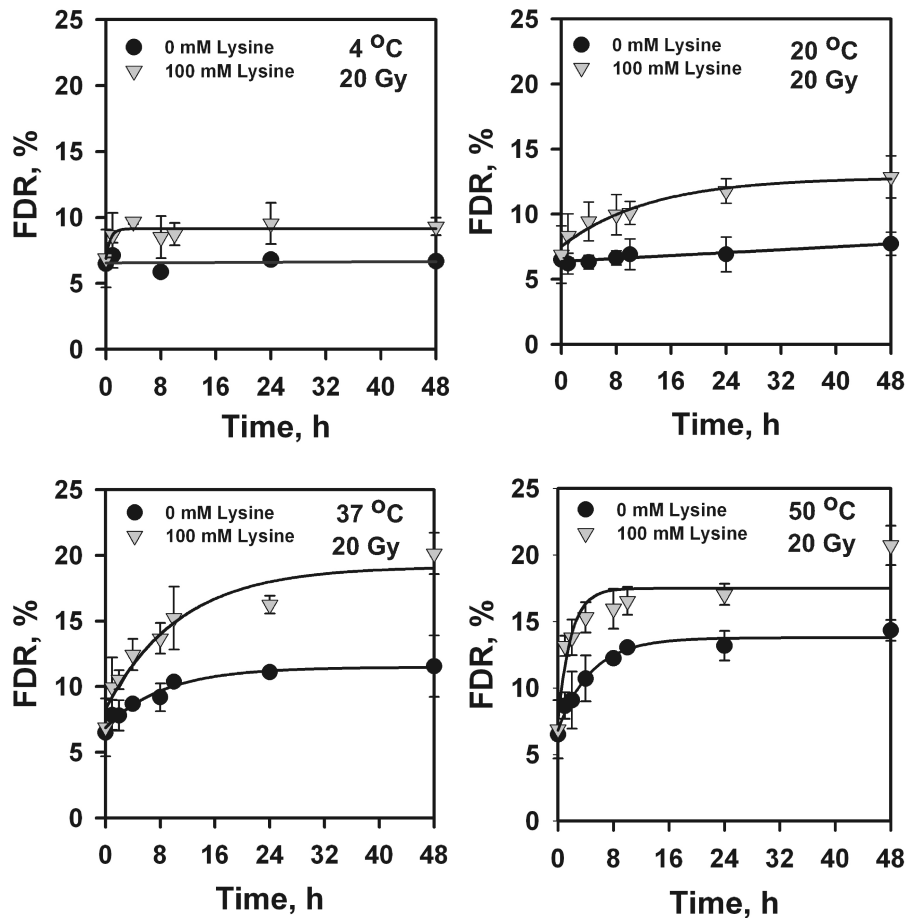 25
20
15
10
5
0
FDR, %
0 mM Lysine
100 mM Lysine
4 °C
20 Gy
0 8 16 24 32 40 48
Time, h
25
20
15
10
5
0
FDR, %
0 mM Lysine
100 mM Lysine
20 °C
20 Gy
0 8 16 24 32 40 48
Time, h
25
20
15
10
5
0
FDR, %
0 mM Lysine
100 mM Lysine
37 °C
20 Gy
0 8 16 24 32 40 48
Time, h
25
20
15
10
5
0
FDR, %
0 mM Lysine
100 mM Lysine
50 °C
20 Gy
0 8 16 24 32 40 48
Time, h